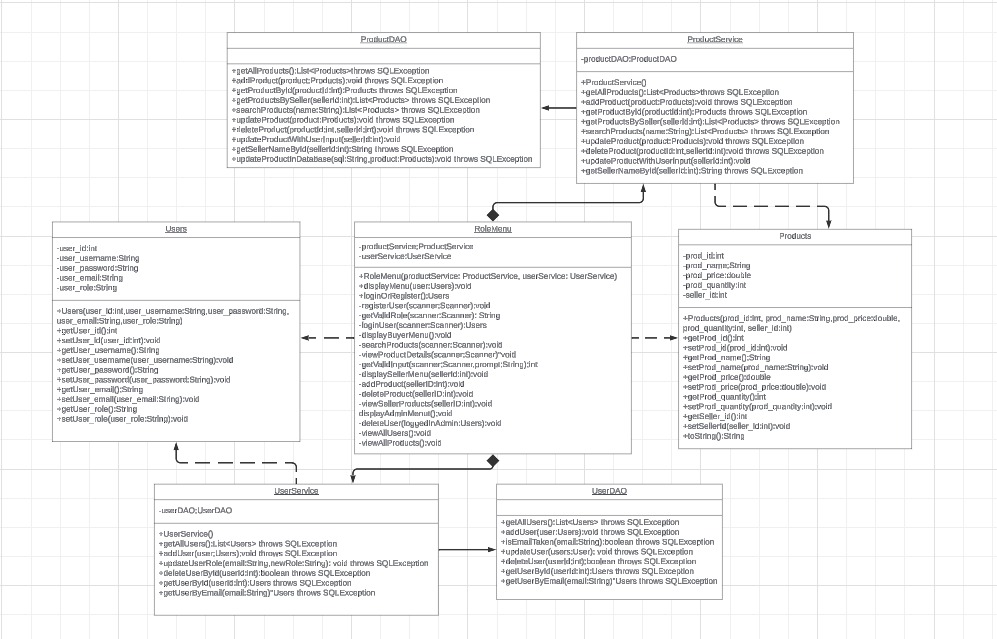 ProductDAO
+getAllProducts():List<Products>throws SQLException
+addProduct(product:Products):void throws SQLException
+getProductById(productId:int):Products throws SQLException
+getProductsBySeller(sellerId:int):List<Products> throws SQLException
+searchProducts(name:String):List<Products> throws SQLException
+updateProduct(product:Products):void throws SQLException
+deleteProduct(productId:int,sellerId:int):void throws SQLException
+updateProductWithUserInput(sellerId:int):void
+getSellerNameById(sellerId:int):String throws SQLException
+updateProductInDatabase(sql:String,product:Products):void throws SQLException
ProductService
-productDAO:ProductDAO
+ProductService()
+getAllProducts():List<Products>throws SQLException
+addProduct(product:Products):void throws SQLException
+getProductById(productId:int):Products throws SQLException
+getProductsBySeller(sellerId:int):List<Products> throws SQLException
+searchProducts(name:String):List<Products> throws SQLException
+updateProduct(product:Products):void throws SQLException
+deleteProduct(productId:int,sellerId:int):void throws SQLException
+updateProductWithUserInput(sellerId:int):void
+getSellerNameById(sellerId:int):String throws SQLException
Users
-user_id:int
-user_username:String
-user_password:String
-user_email:String
-user_role:String
+Users(user_id:int,user_username:String,user_password:String,
user_email:String,user_role:String)
+getUser_id():int
+setUser_id(user_id:int):void
+getUser_username():String
+setUser_username(user_username:String):void
+getUser_password():String
+setUser_password(user_password:String):void
+getUser_email():String
+setUser_email(user_email:String):void
+getUser_role():String
+setUser_role(user_role:String):void
RoleMenu
-productService:ProductService
-userService:UserService
+RoleMenu(productService: ProductService, userService: UserService)
+displayMenu(user:Users):void
+loginOrRegister():Users
-registerUser(scanner:Scanner):void
-getValidRole(scanner:Scanner): String
-loginUser(scanner:Scanner):Users
-displayBuyerMenu():void
-searchProducts(scanner:Scanner):void
-viewProductDetails(scanner:Scanner)"void
-getValidInput(scanner;Scanner,prompt:String):int
-displaySellerMenu(sellerId:int):void
-addProduct(sellerID:int):void
-deleteProduct(sellerID:int):void
-viewSellerProducts(sellerID:int):void
displayAdminMenu():void
-deleteUser(loggedInAdmin:Users):void
-viewAllUsers():void
-viewAllProducts():void
Products
-prod_id:int
-prod_name:String
-prod_price:double
-prod_quantity:int
-seller_id:int
+Products(prod_id:int, prod_name:String,prod_price:double,
prod_quantity:int, seller_id:int)
+getProd_id():int
+setProd_id(prod_id:int):void
+getProd_name():String
+setProd_name(prod_name:String):void
+getProd_price():double
+setProd_price(prod_price:double):void
+getProd_quantity():int
+setProd_quantity(prod_quantity:int):void
+getSeller_id():int
+setSellerid(seller_id:int):void
+toString():String
UserService
-userDAO:UserDAO
+UserService()
+getAllUsers():List<Users> throws SQLException
+addUser(user:Users):void throws SQLException
+updateUserRole(email:String,newRole:String): void throws SQLException
+deleteUserById(userId:int):boolean throws SQLException
+getUserById(userId:int):Users throws SQLException
+getUserByEmail(email:String)"Users throws SQLException
UserDAO
+getAllUsers():List<Users> throws SQLException
+addUser(user:Users):void throws SQLException
+isEmailTaken(email:String):boolean throws SQLException
+updateUser(users:User): void throws SQLException
+deleteUser(userId;int):boolean throws SQLException
+getUserById(userId:int):Users throws SQLException
+getUserByEmail(email:String)"Users throws SQLException